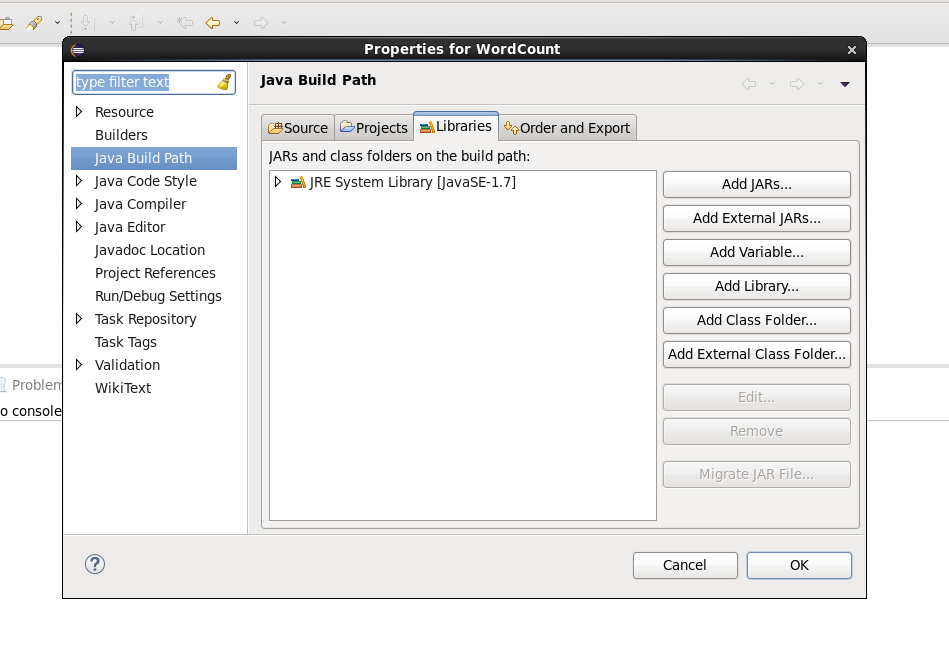 Properties for WordCount
type filter text
Resource
Builders
Java Build Path
Java Code Style
Java Compiler
Java Editor
Javadoc Location
Project References
Run/Debug Settings
Task Repository
Task Tags
Validation
WikiText
Java Build Path
Source
Projects
Libraries
Order and Export
JARs and class folders on the build path:
JRE System Library [JavaSE-1.7]
Add JARs...
Add External JARs...
Add Variable...
Add Library...
Add Class Folder...
Add External Class Folder...
Edit...
Remove
Migrate JAR File...
?
Cancel
OK
Problem
o console